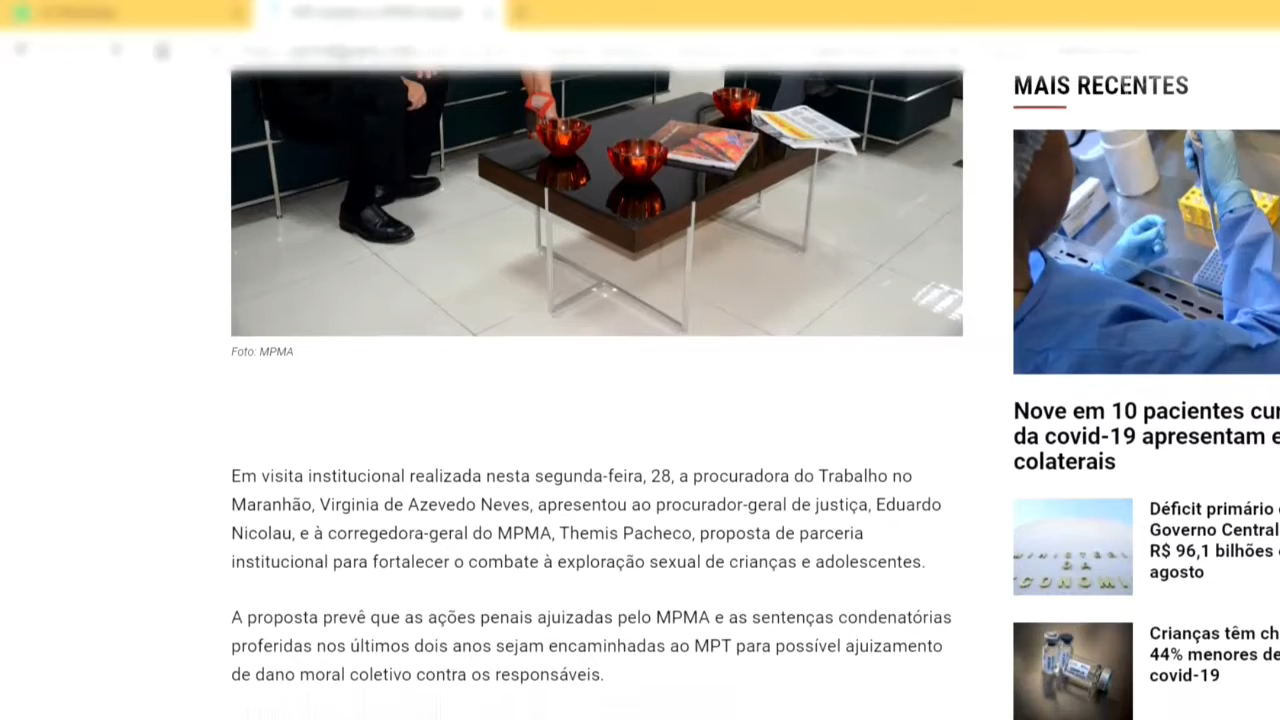 MAIS RECENTES
Foto: MPMA
Em visita institucional realizada nesta segunda-feira, 28, a procuradora do Trabalho no
Maranhão, Virginia de Azevedo Neves, apresentou ao procurador-geral de justiça, Eduardo
Nicolau, e à corregedora-geral do MPMA, Themis Pacheco, proposta de parceria
institucional para fortalecer o combate à exploração sexual de crianças e adolescentes.
A proposta prevê que as ações penais ajuizadas pelo MPMA e as sentenças condenatórias
proferidas nos últimos dois anos sejam encaminhadas ao MPT para possível ajuizamento
de dano moral coletivo contra os responsáveis.
Nove em 10 pacientes cur
da covid-19 apresentam e
colaterais
Déficit primário
Governo Central
R$ 96,1 bilhões
agosto
Crianças têm ch
44% menores de
covid-19